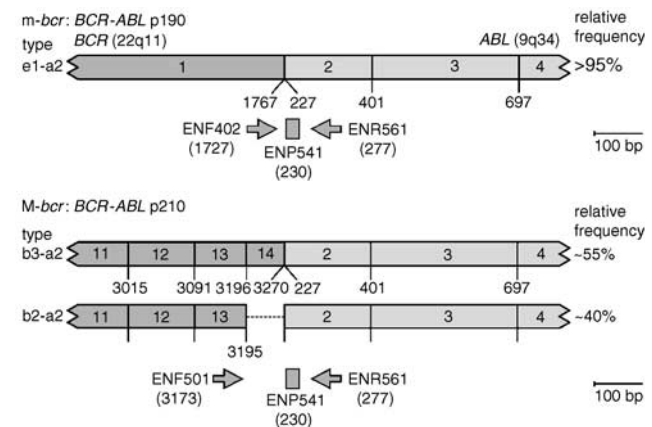 m-bcr: BCR-ABL p190
relative
frequency
type BCR (22q11) ABL (9q34)
e1-a2 1 2 3 4 >95%
1767 227 401 697
ENF402 ENR561
(1727) ENP541 (277)
(230)
100 bp
M-bcr: BCR-ABL p210
relative
frequency
type
b3-a2 11 12 13 14 2 3 4 ~55%
3015 3091 3196 3270 227 401 697
b2-a2 11 12 13 2 3 4 ~40%
3195
ENF501 ENR561
(3173) ENP541 (277)
(230)
100 bp